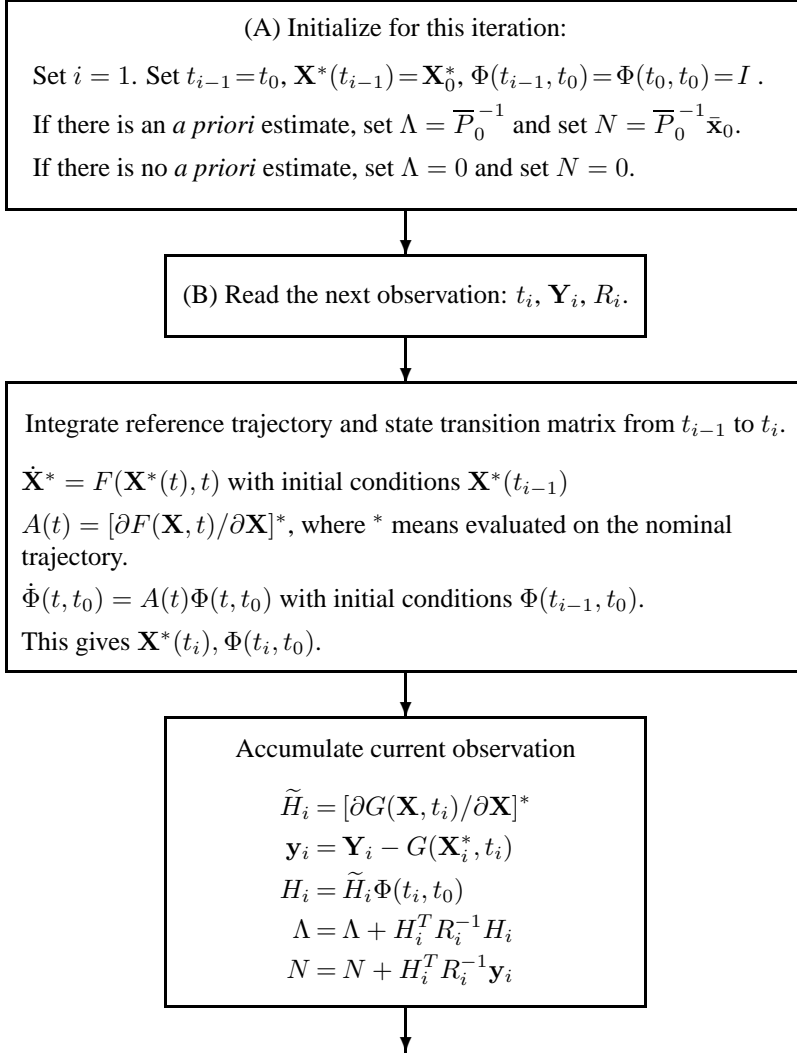 (A) Initialize for this iteration:
Set i = 1. Set t_{i−1} = t_0, X*(t_{i−1}) = X*_0, Φ(t_{i−1}, t_0) = Φ(t_0, t_0) = I .
If there is an a priori estimate, set Λ = P̅_0^{−1} and set N = P̅_0^{−1} x̄_0.
If there is no a priori estimate, set Λ = 0 and set N = 0.
(B) Read the next observation: t_i, Y_i, R_i.
Integrate reference trajectory and state transition matrix from t_{i−1} to t_i.
Ẋ* = F(X*(t), t) with initial conditions X*(t_{i−1})
A(t) = [∂F(X, t)/∂X]*, where * means evaluated on the nominal
trajectory.
Φ̇(t, t_0) = A(t)Φ(t, t_0) with initial conditions Φ(t_{i−1}, t_0).
This gives X*(t_i), Φ(t_i, t_0).
Accumulate current observation
H̃_i = [∂G(X, t_i)/∂X]*
y_i = Y_i − G(X*_i, t_i)
H_i = H̃_iΦ(t_i, t_0)
Λ = Λ + H_i^T R_i^{−1} H_i
N = N + H_i^T R_i^{−1} y_i